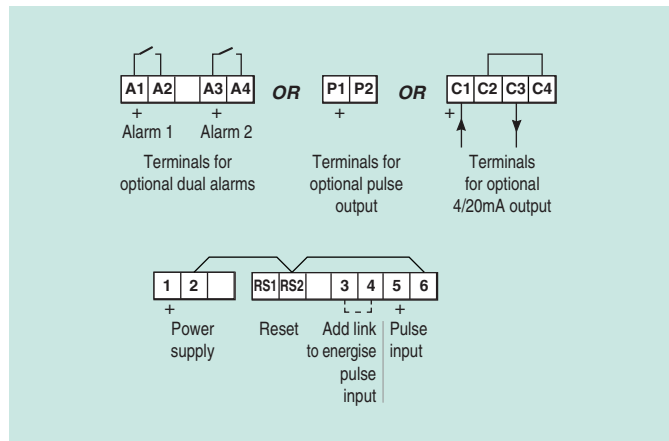 A1 A2 A3 A4 OR P1 P2 OR C1 C2 C3 C4
+ + + +
Alarm 1 Alarm 2
Terminals for
optional dual alarms
Terminals for
optional pulse
output
Terminals
for optional
4/20mA output
1 2 RS1 RS2 3 4 5 6
+ +
Power
supply
Reset
Add link
to energise
pulse
input
Pulse
input